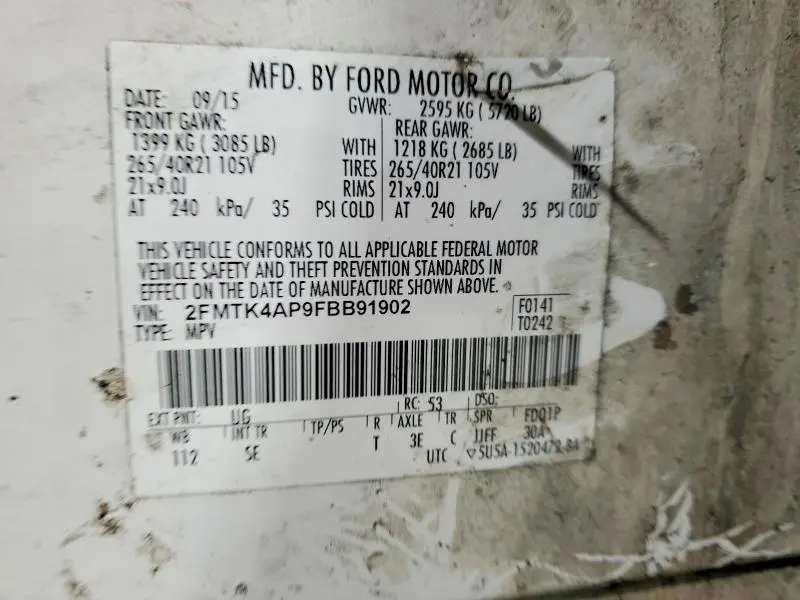 MFD. BY FORD MOTOR CO.
DATE: 09/15
GVWR: 2595 KG ( 5720 LB)
FRONT GAWR:
1399 KG ( 3085 LB) WITH
265/40R21 105V TIRES
21x9.0J RIMS
AT 240 kPa/ 35 PSI COLD
REAR GAWR:
1218 KG ( 2685 LB) WITH
265/40R21 105V TIRES
21x9.0J RIMS
AT 240 kPa/ 35 PSI COLD
THIS VEHICLE CONFORMS TO ALL APPLICABLE FEDERAL MOTOR
VEHICLE SAFETY AND THEFT PREVENTION STANDARDS IN
EFFECT ON THE DATE OF MANUFACTURE SHOWN ABOVE.
VIN: 2FMTK4AP9FBB91902
TYPE: MPV
F0141
T0242
EXT PNT: UG RC: 53 DSO:
WB INT TR TP/PS R AXLE TR SPR FDQ1P
112 SE T 3E C JJFF 30A
UTC ▽5U5A-1520472-BA